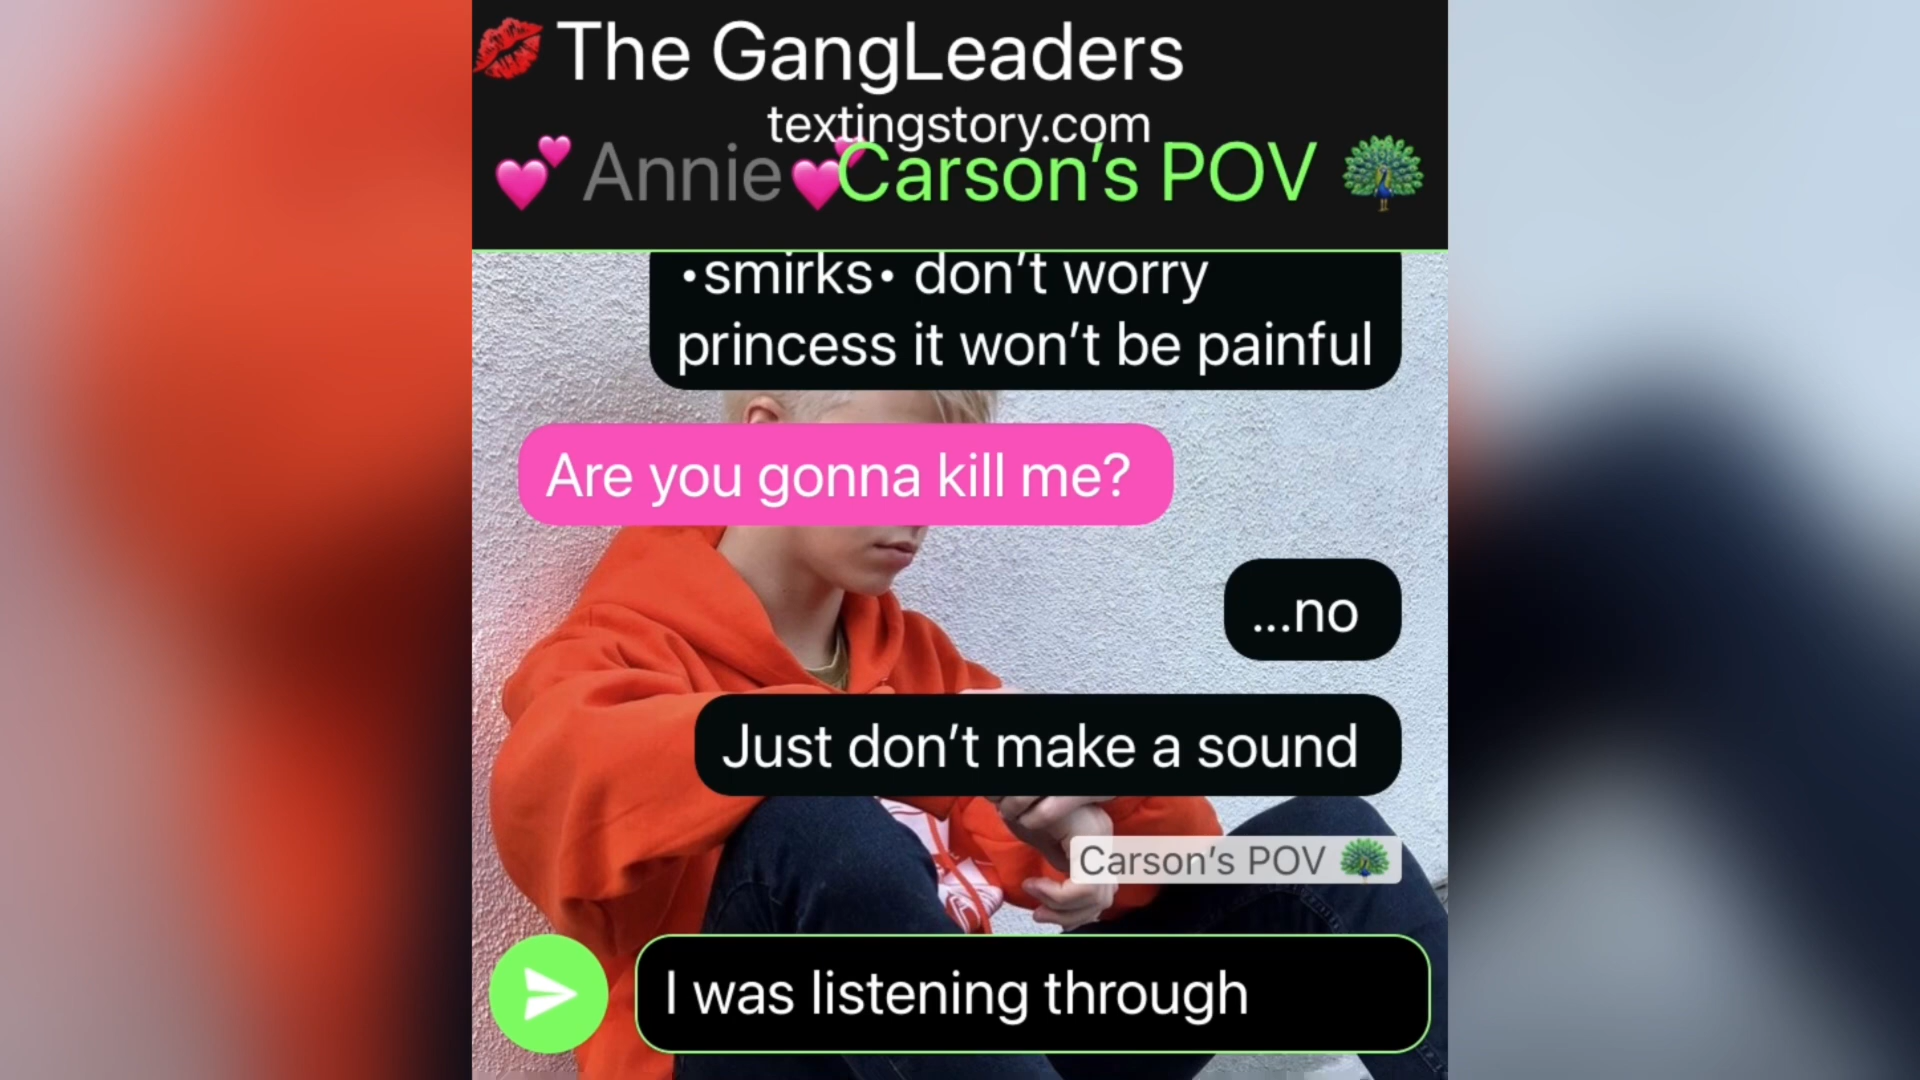 💋The GangLeaders
textingstory.com
💕 Annie💕 Carson’s POV 🦚
•smirks• don’t worry
princess it won’t be painful
Are you gonna kill me?
...no
Just don’t make a sound
Carson’s POV 🦚
I was listening through